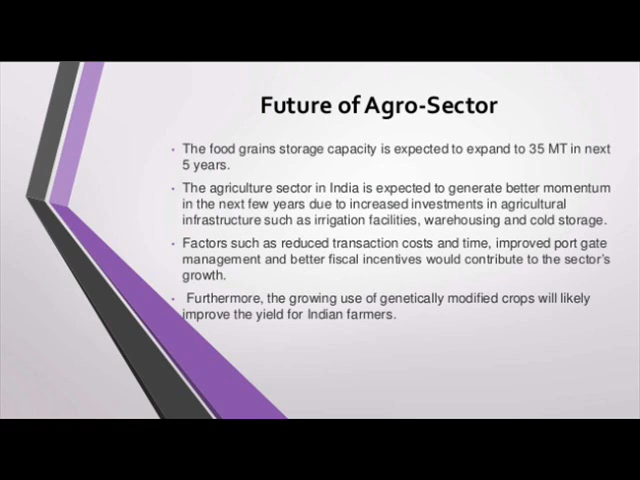 Future of Agro-Sector
• The food grains storage capacity is expected to expand to 35 MT in next
5 years.
• The agriculture sector in India is expected to generate better momentum
in the next few years due to increased investments in agricultural
infrastructure such as irrigation facilities, warehousing and cold storage.
• Factors such as reduced transaction costs and time, improved port gate
management and better fiscal incentives would contribute to the sector's
growth.
• Furthermore, the growing use of genetically modified crops will likely
improve the yield for Indian farmers.